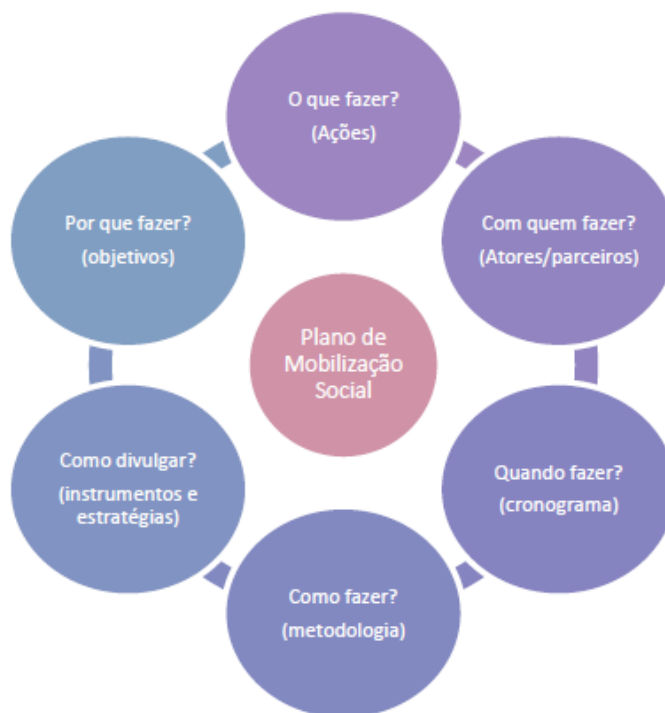 O que fazer?
(Ações)
Por que fazer?
(objetivos)
Com quem fazer?
(Atores/parceiros)
Plano de
Mobilização
Social
Como divulgar?
(instrumentos e
estratégias)
Quando fazer?
(cronograma)
Como fazer?
(metodologia)